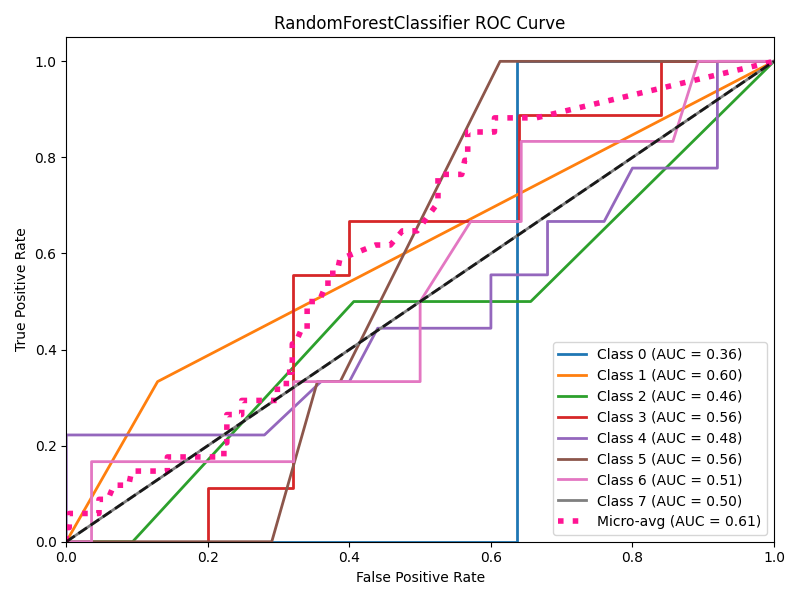 RandomForestClassifier ROC Curve
True Positive Rate
1.0
0.8
0.6
0.4
0.2
0.0
0.0 0.2 0.4 0.6 0.8 1.0
False Positive Rate
Class 0 (AUC = 0.36)
Class 1 (AUC = 0.60)
Class 2 (AUC = 0.46)
Class 3 (AUC = 0.56)
Class 4 (AUC = 0.48)
Class 5 (AUC = 0.56)
Class 6 (AUC = 0.51)
Class 7 (AUC = 0.50)
Micro-avg (AUC = 0.61)